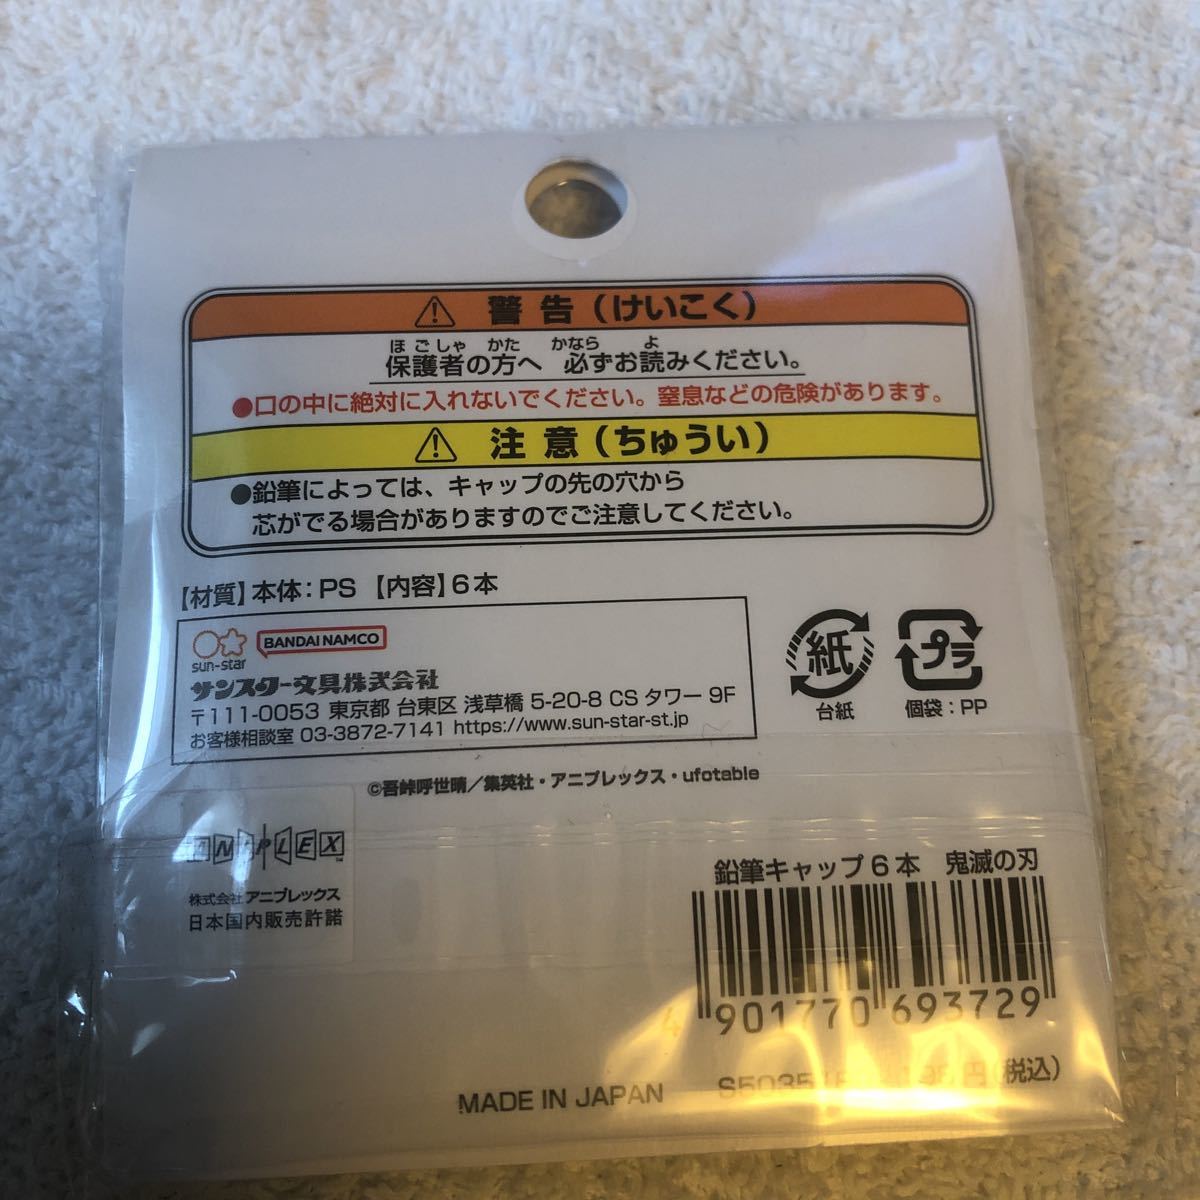 警告（けいこく）
ほごしゃ かた かなら よ
保護者の方へ 必ずお読みください。
●口の中に絶対に入れないでください。窒息などの危険があります。
注意（ちゅうい）
●鉛筆によっては、キャップの先の穴から
芯がでる場合がありますのでご注意してください。
【材質】本体：PS 【内容】6本
sun-star BANDAI NAMCO
サンスター文具株式会社
〒111-0053 東京都 台東区 浅草橋 5-20-8 CS タワー 9F
お客様相談室 03-3872-7141 https://www.sun-star-st.jp
紙
台紙
プラ
個袋：PP
©吾峠呼世晴／集英社・アニプレックス・ufotable
ANIPLEX
株式会社 アニプレックス
日本国内販売許諾
鉛筆キャップ6本 鬼滅の刃
4 901770 693729
MADE IN JAPAN
円(税込)